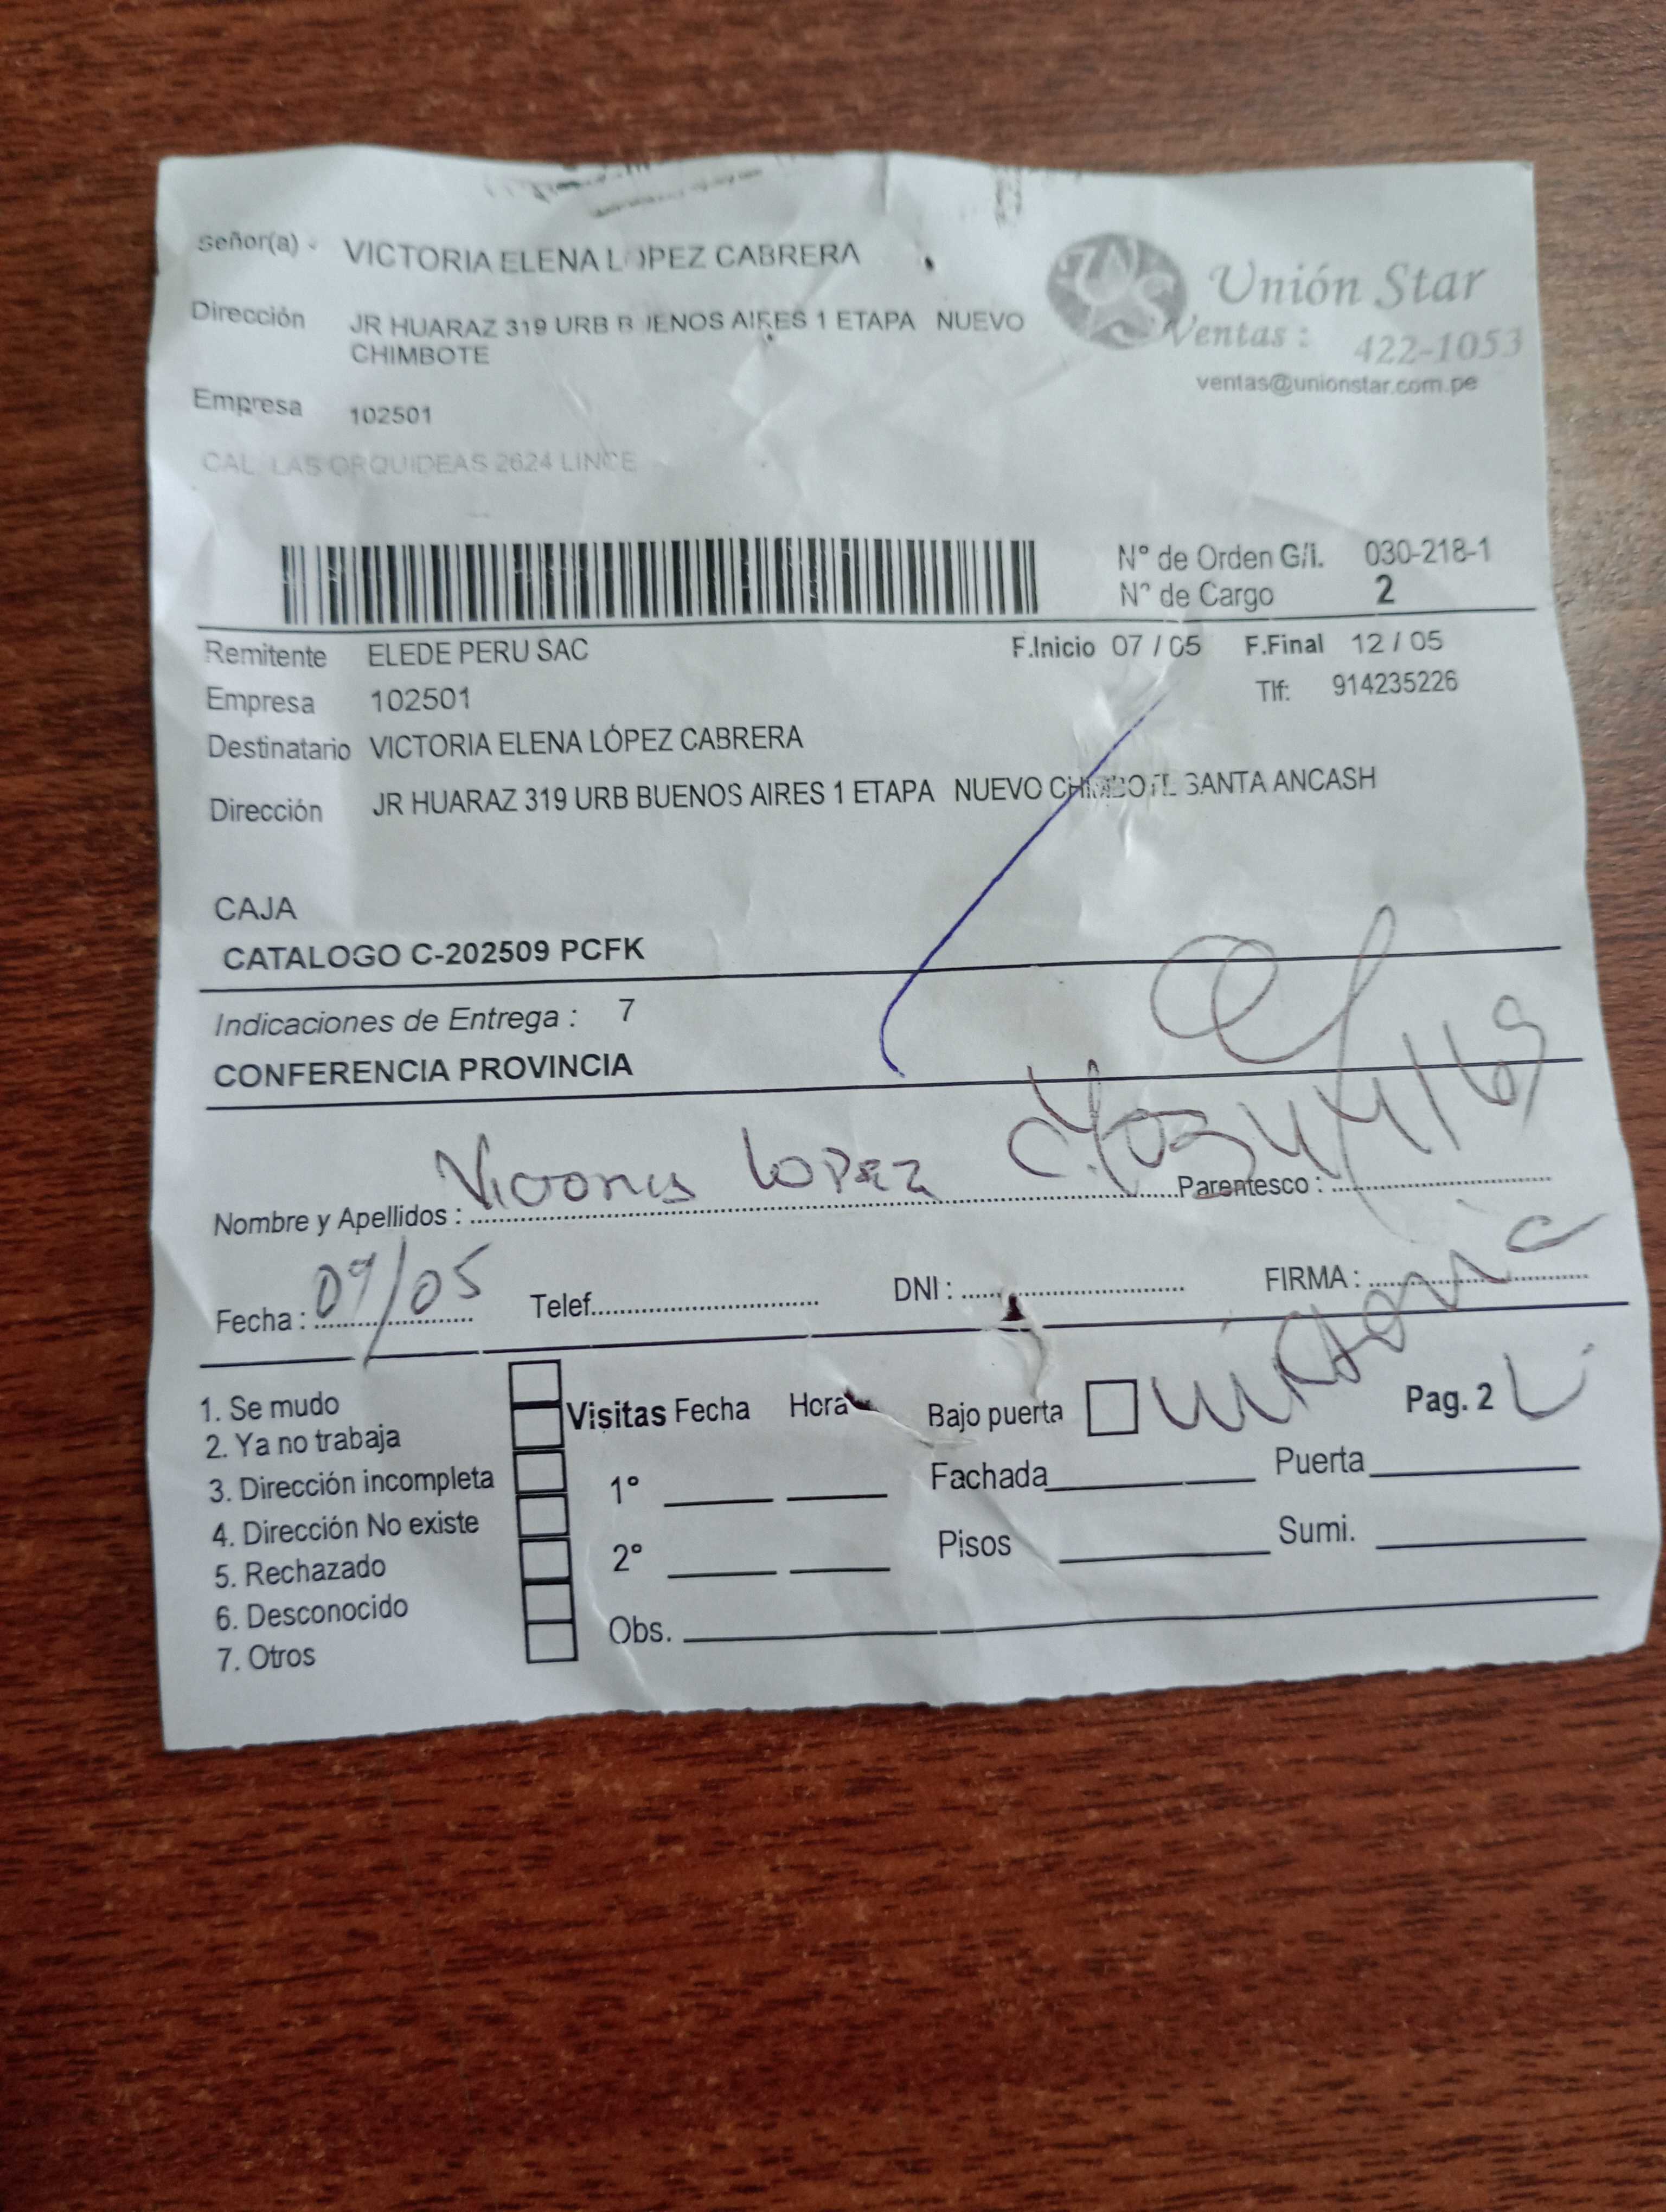 Señor(a) - VICTORIA ELENA LOPEZ CABRERA
Unión Star
Ventas : 422-1053
ventas@unionstar.com.pe
Dirección JR HUARAZ 319 URB BUENOS AIRES 1 ETAPA NUEVO
CHIMBOTE
Empresa 102501
CAL LAS ORQUIDEAS 2624 LINCE
N° de Orden G/i. 030-218-1
N° de Cargo 2
Remitente ELEDE PERU SAC F.Inicio 07 / 05 F.Final 12 / 05
Empresa 102501 Tlf: 914235226
Destinatario VICTORIA ELENA LÓPEZ CABRERA
Dirección JR HUARAZ 319 URB BUENOS AIRES 1 ETAPA NUEVO CHIMBOTE SANTA ANCASH
CAJA
CATALOGO C-202509 PCFK
Indicaciones de Entrega : 7
CONFERENCIA PROVINCIA
Nombre y Apellidos : Victoria Lopez C. Parentesco :
Fecha : 09/05 Telef. DNI : FIRMA : Victoria L
1. Se mudo
2. Ya no trabaja
3. Dirección incompleta
4. Dirección No existe
5. Rechazado
6. Desconocido
7. Otros
Visitas Fecha Hora Bajo puerta Pag. 2
1° Fachada Puerta
2° Pisos Sumi.
Obs.